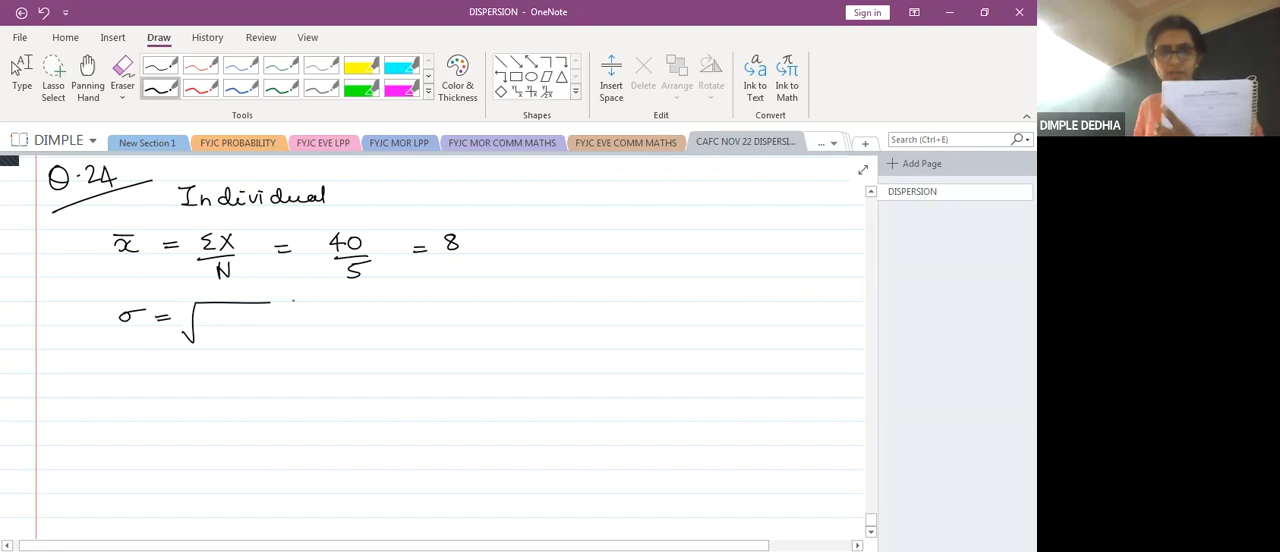 DISPERSION - OneNote
Sign in
File Home Insert Draw History Review View
Type
Lasso Select
Panning Hand
Eraser
Color & Thickness
Insert Space
Delete
Arrange
Rotate
Ink to Text
Ink to Math
Tools
Shapes
Edit
Convert
DIMPLE
New Section 1
FYJC PROBABILITY
FYJC EVE LPP
FYJC MOR LPP
FYJC MOR COMM MATHS
FYJC EVE COMM MATHS
CAFC NOV 22 DISPERSI...
...
Search (Ctrl+E)
Add Page
DISPERSION
DIMPLE DEDHIA
Q.24
Individual
x̄ = ΣX/N = 40/5 = 8
σ = √